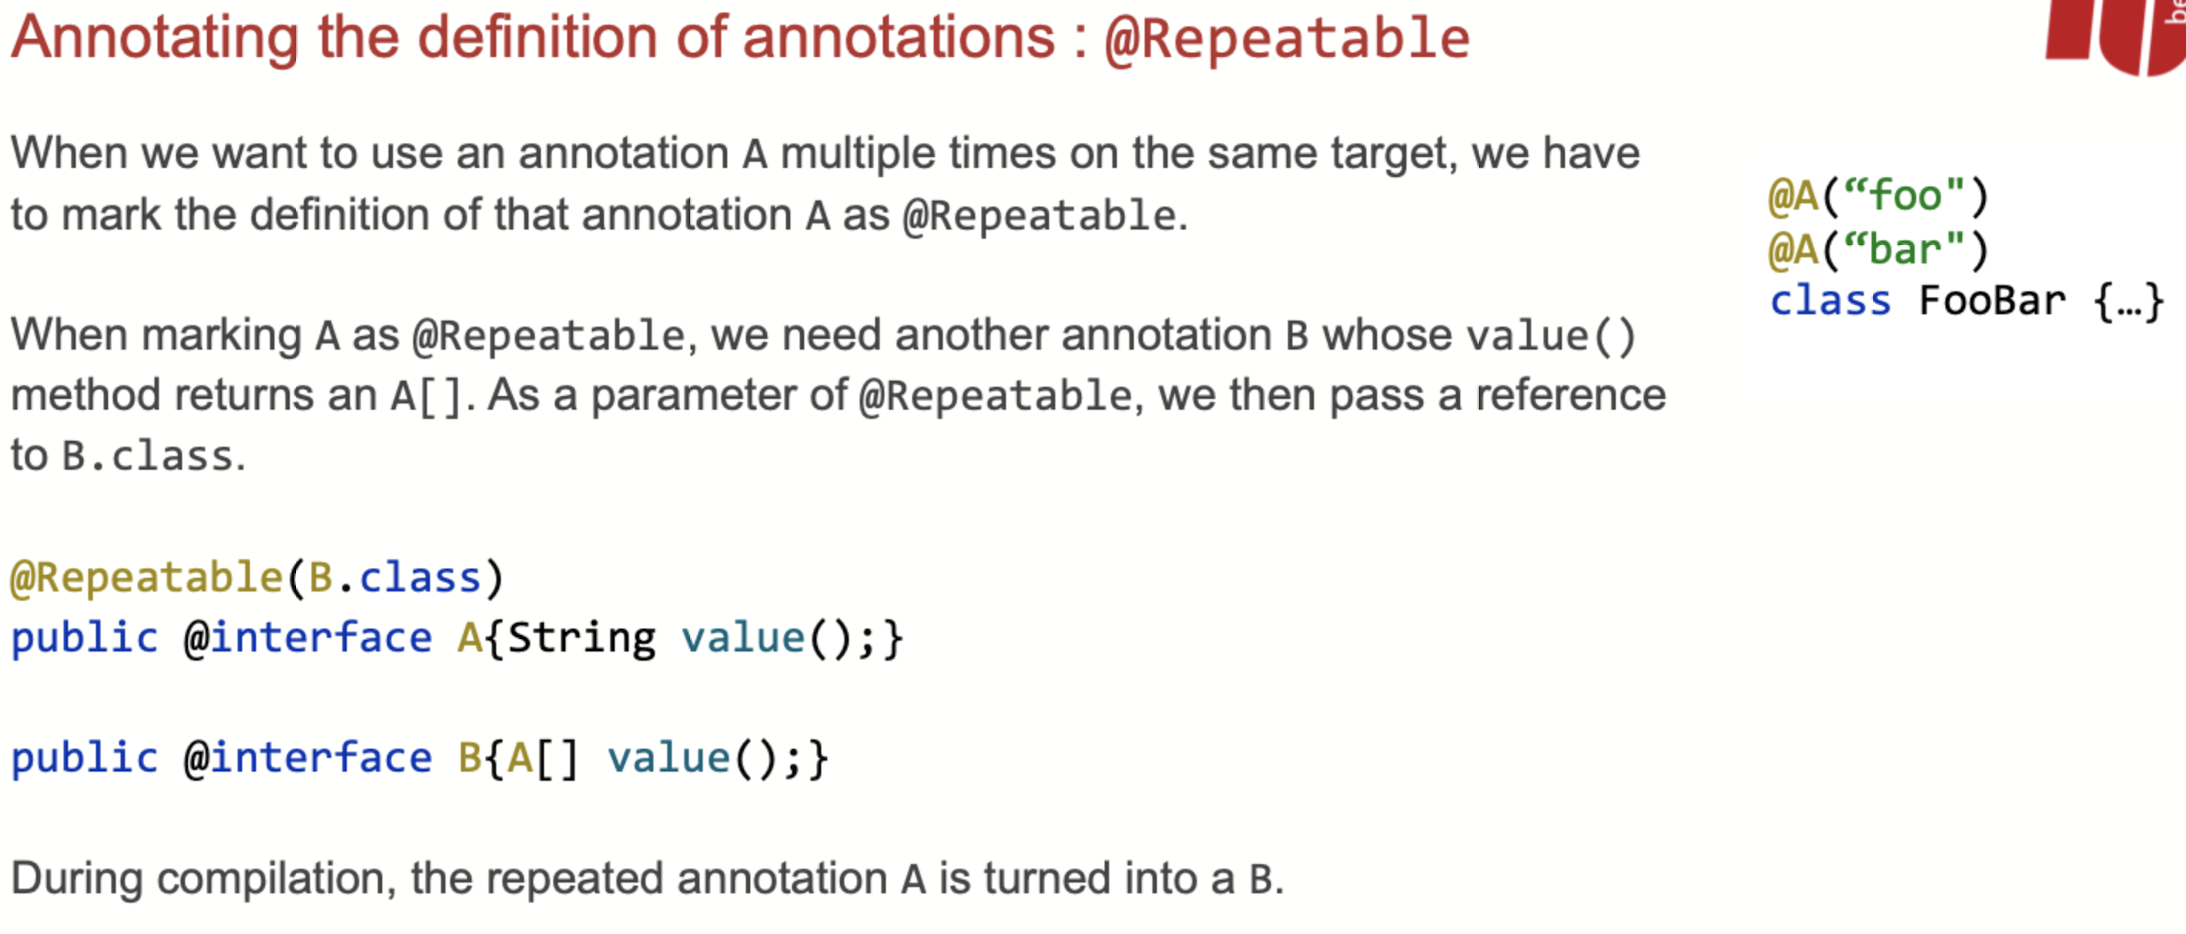 Annotating the definition of annotations : @Repeatable
be
When we want to use an annotation A multiple times on the same target, we have
to mark the definition of that annotation A as @Repeatable.
@A(“foo")
@A(“bar")
class FooBar {…}
When marking A as @Repeatable, we need another annotation B whose value()
method returns an A[]. As a parameter of @Repeatable, we then pass a reference
to B.class.
@Repeatable(B.class)
public @interface A{String value();}
public @interface B{A[] value();}
During compilation, the repeated annotation A is turned into a B.